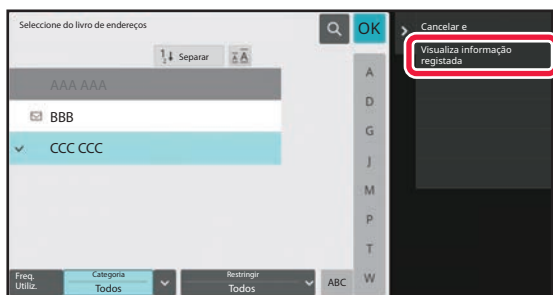 Seleccione do livro de endereços
OK
Cancelar e
Visualiza informação
registada
Separar
AAA AAA
BBB
CCC CCC
A
D
G
J
M
P
T
W
Freq.
Utiliz.
Categoria
Todos
Restringir
Todos
ABC